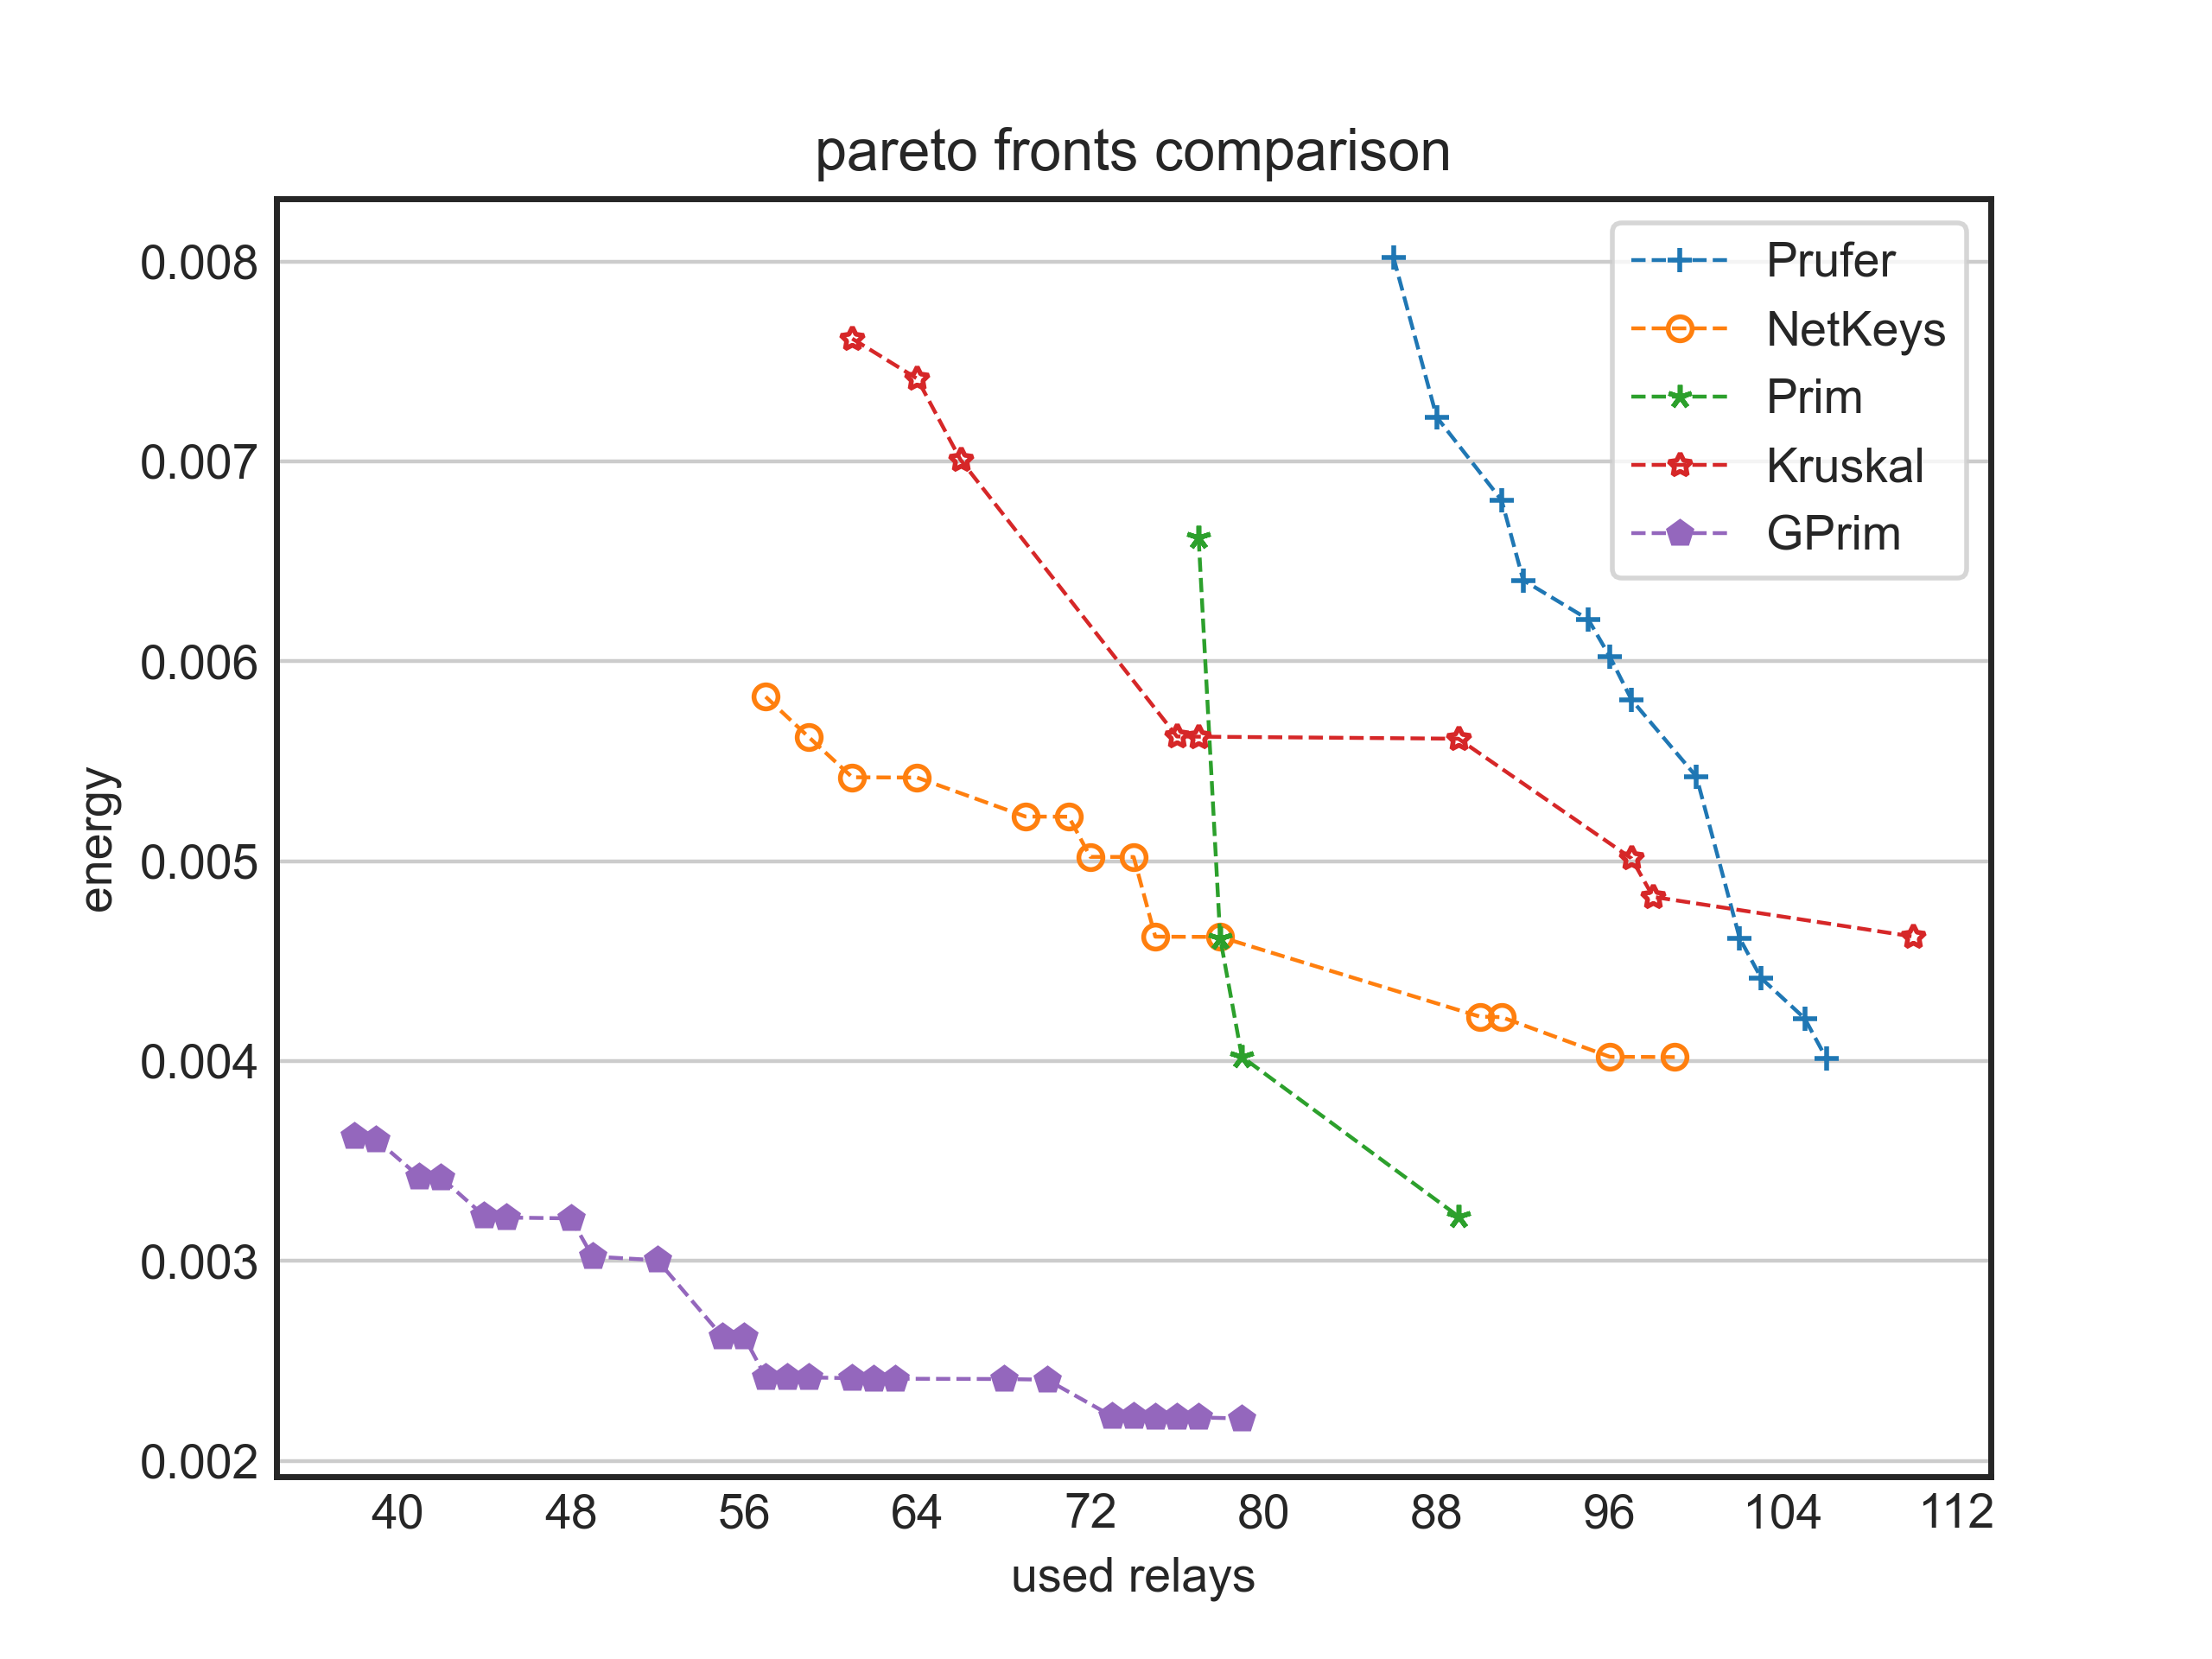 pareto fronts comparison
0.008
0.007
0.006
0.005
0.004
0.003
0.002
energy
40 48 56 64 72 80 88 96 104 112
used relays
Prufer
NetKeys
Prim
Kruskal
GPrim